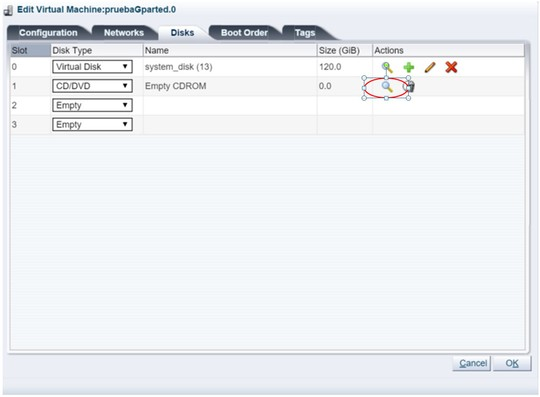 Edit Virtual Machine:pruebaGparted.0
Configuration Networks Disks Boot Order Tags
Slot Disk Type Name Size (GiB) Actions
0 Virtual Disk system_disk (13) 120.0
1 CD/DVD Empty CDROM 0.0
2 Empty
3 Empty
Cancel OK